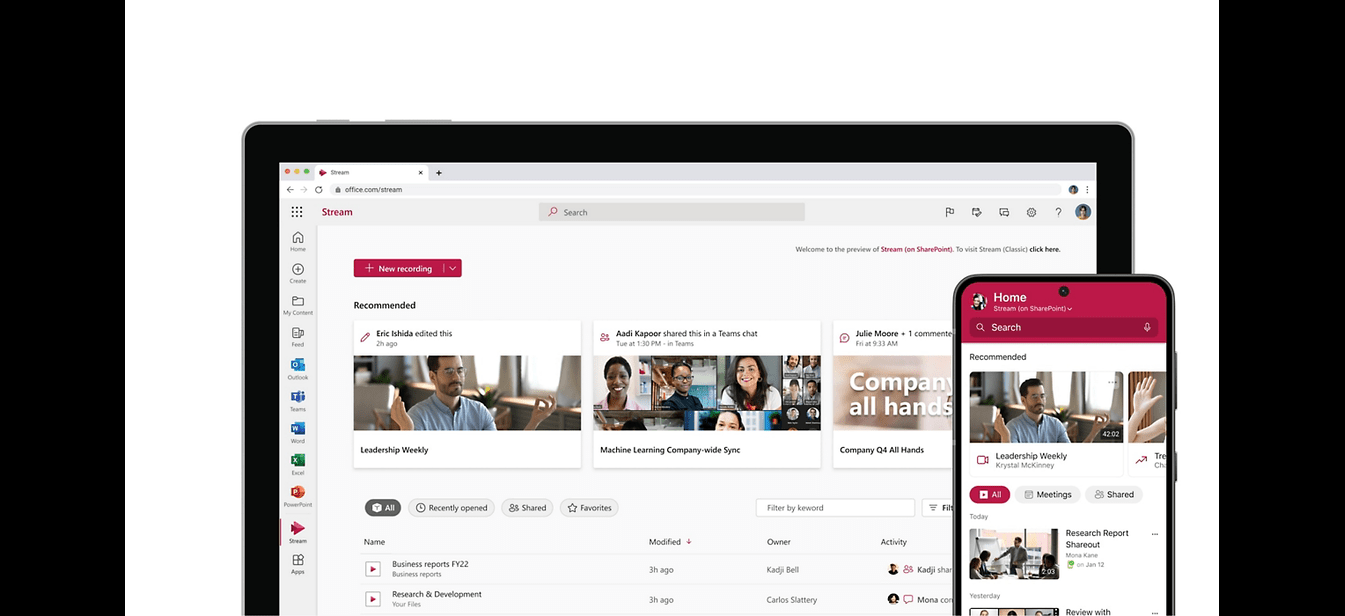 Stream
office.com/stream
Stream
Search
Home
Create
My Content
Feed
Outlook
Teams
Word
Excel
PowerPoint
Stream
Apps
Welcome to the preview of Stream (on SharePoint). To visit Stream (Classic) click here.
New recording
Recommended
Eric Ishida edited this
2h ago
Leadership Weekly
Aadi Kapoor shared this in a Teams chat
Tue at 1:30 PM - in Teams
Machine Learning Company-wide Sync
Julie Moore + 1 commente
Fri at 9:33 AM
Company
all hands
Company Q4 All Hands
All
Recently opened
Shared
Favorites
Filter by keword
Filt
Name
Modified
Owner
Activity
Business reports FY22
Business reports
3h ago
Kadji Bell
Kadji shar
Research & Development
Your Files
3h ago
Carlos Slattery
Mona con
Home
Stream (on SharePoint)
Search
Recommended
42:02
Leadership Weekly
Krystal McKinney
Tre
Cha
All
Meetings
Shared
Today
2:03
Research Report
Shareout
Mona Kane
on Jan 12
Yesterday
Review with